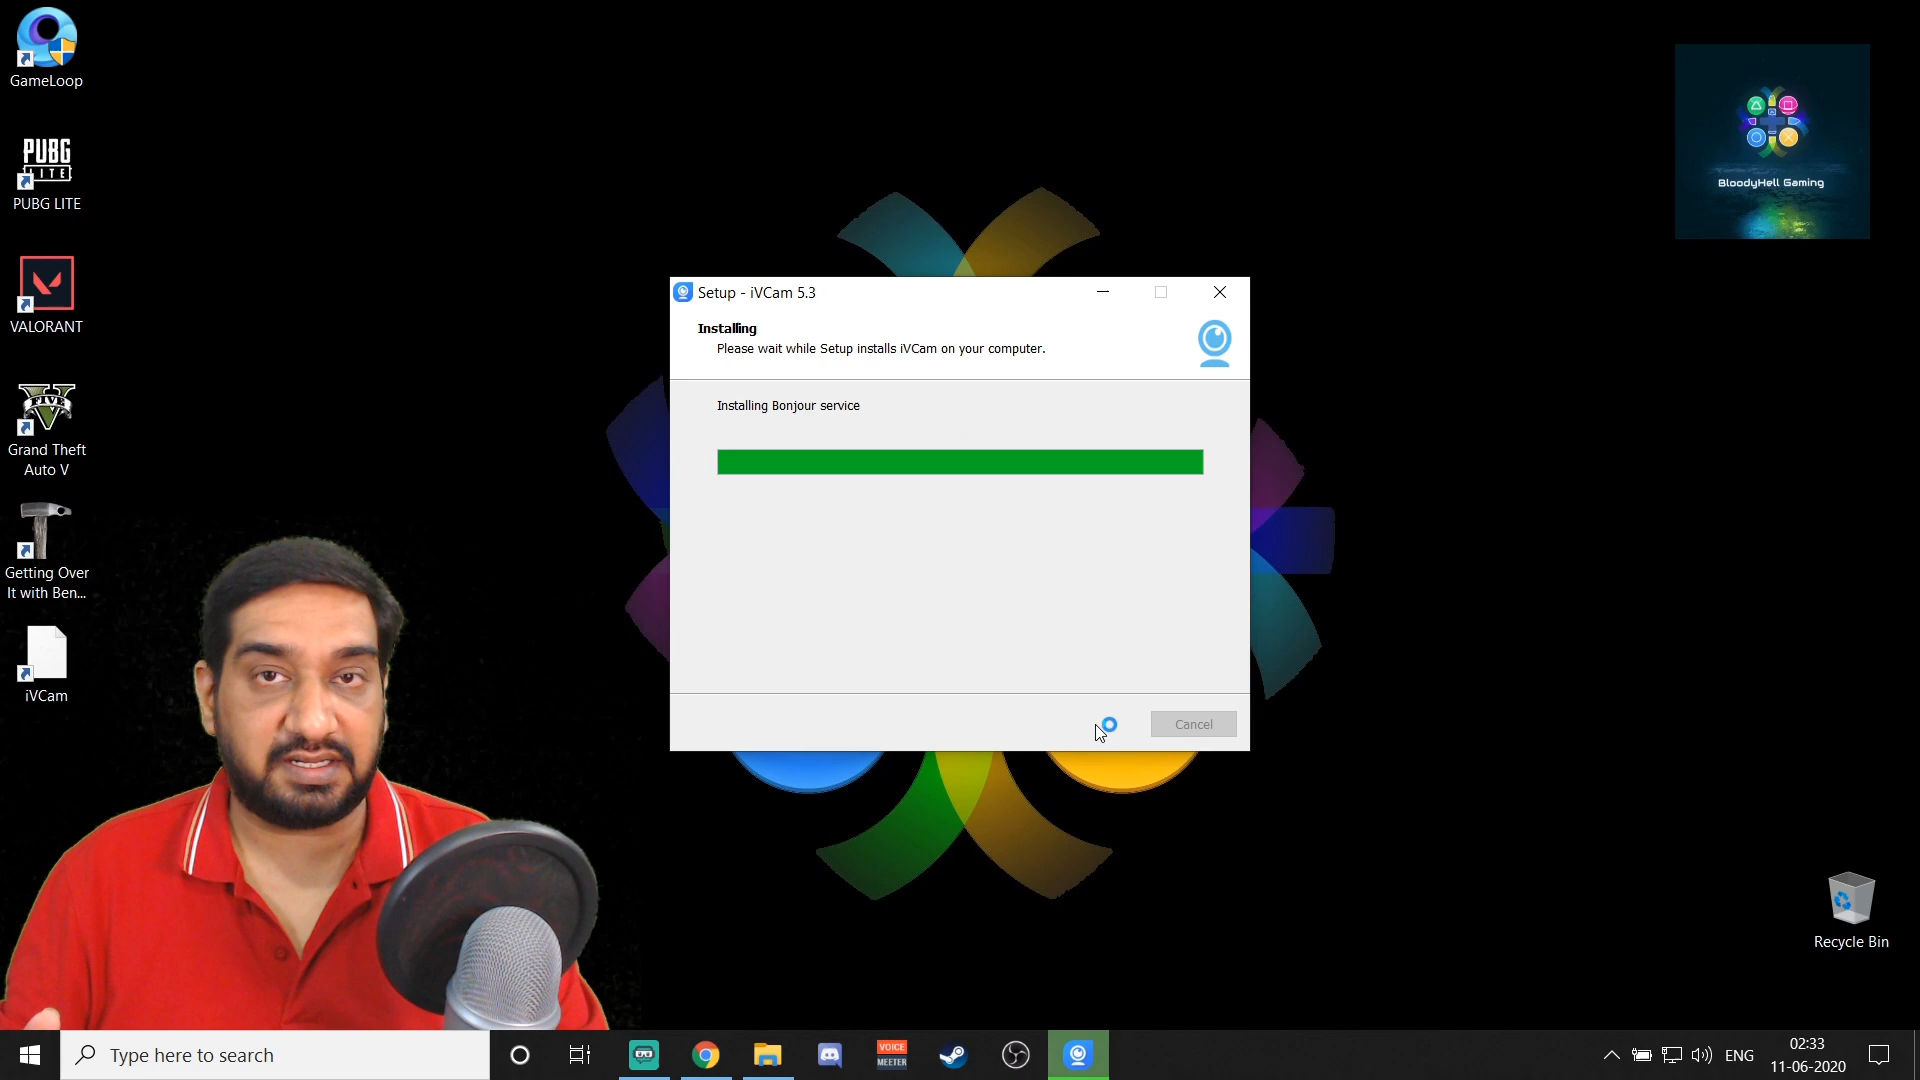 GameLoop
PUBG
LITE
PUBG LITE
VALORANT
FIVE
Grand Theft
Auto V
Getting Over
It with Ben...
iVCam
BloodyHell Gaming
Setup - iVCam 5.3
Installing
Please wait while Setup installs iVCam on your computer.
Installing Bonjour service
Cancel
Recycle Bin
Type here to search
VOICE
MEETER
ENG
02:33
11-06-2020